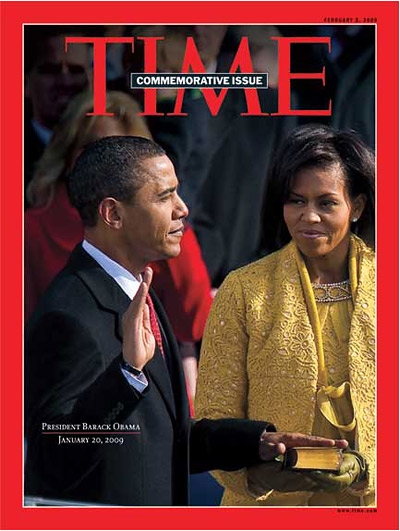 FEBRUARY 2, 2009
TIME
COMMEMORATIVE ISSUE
PRESIDENT BARACK OBAMA
JANUARY 20, 2009
www.time.com